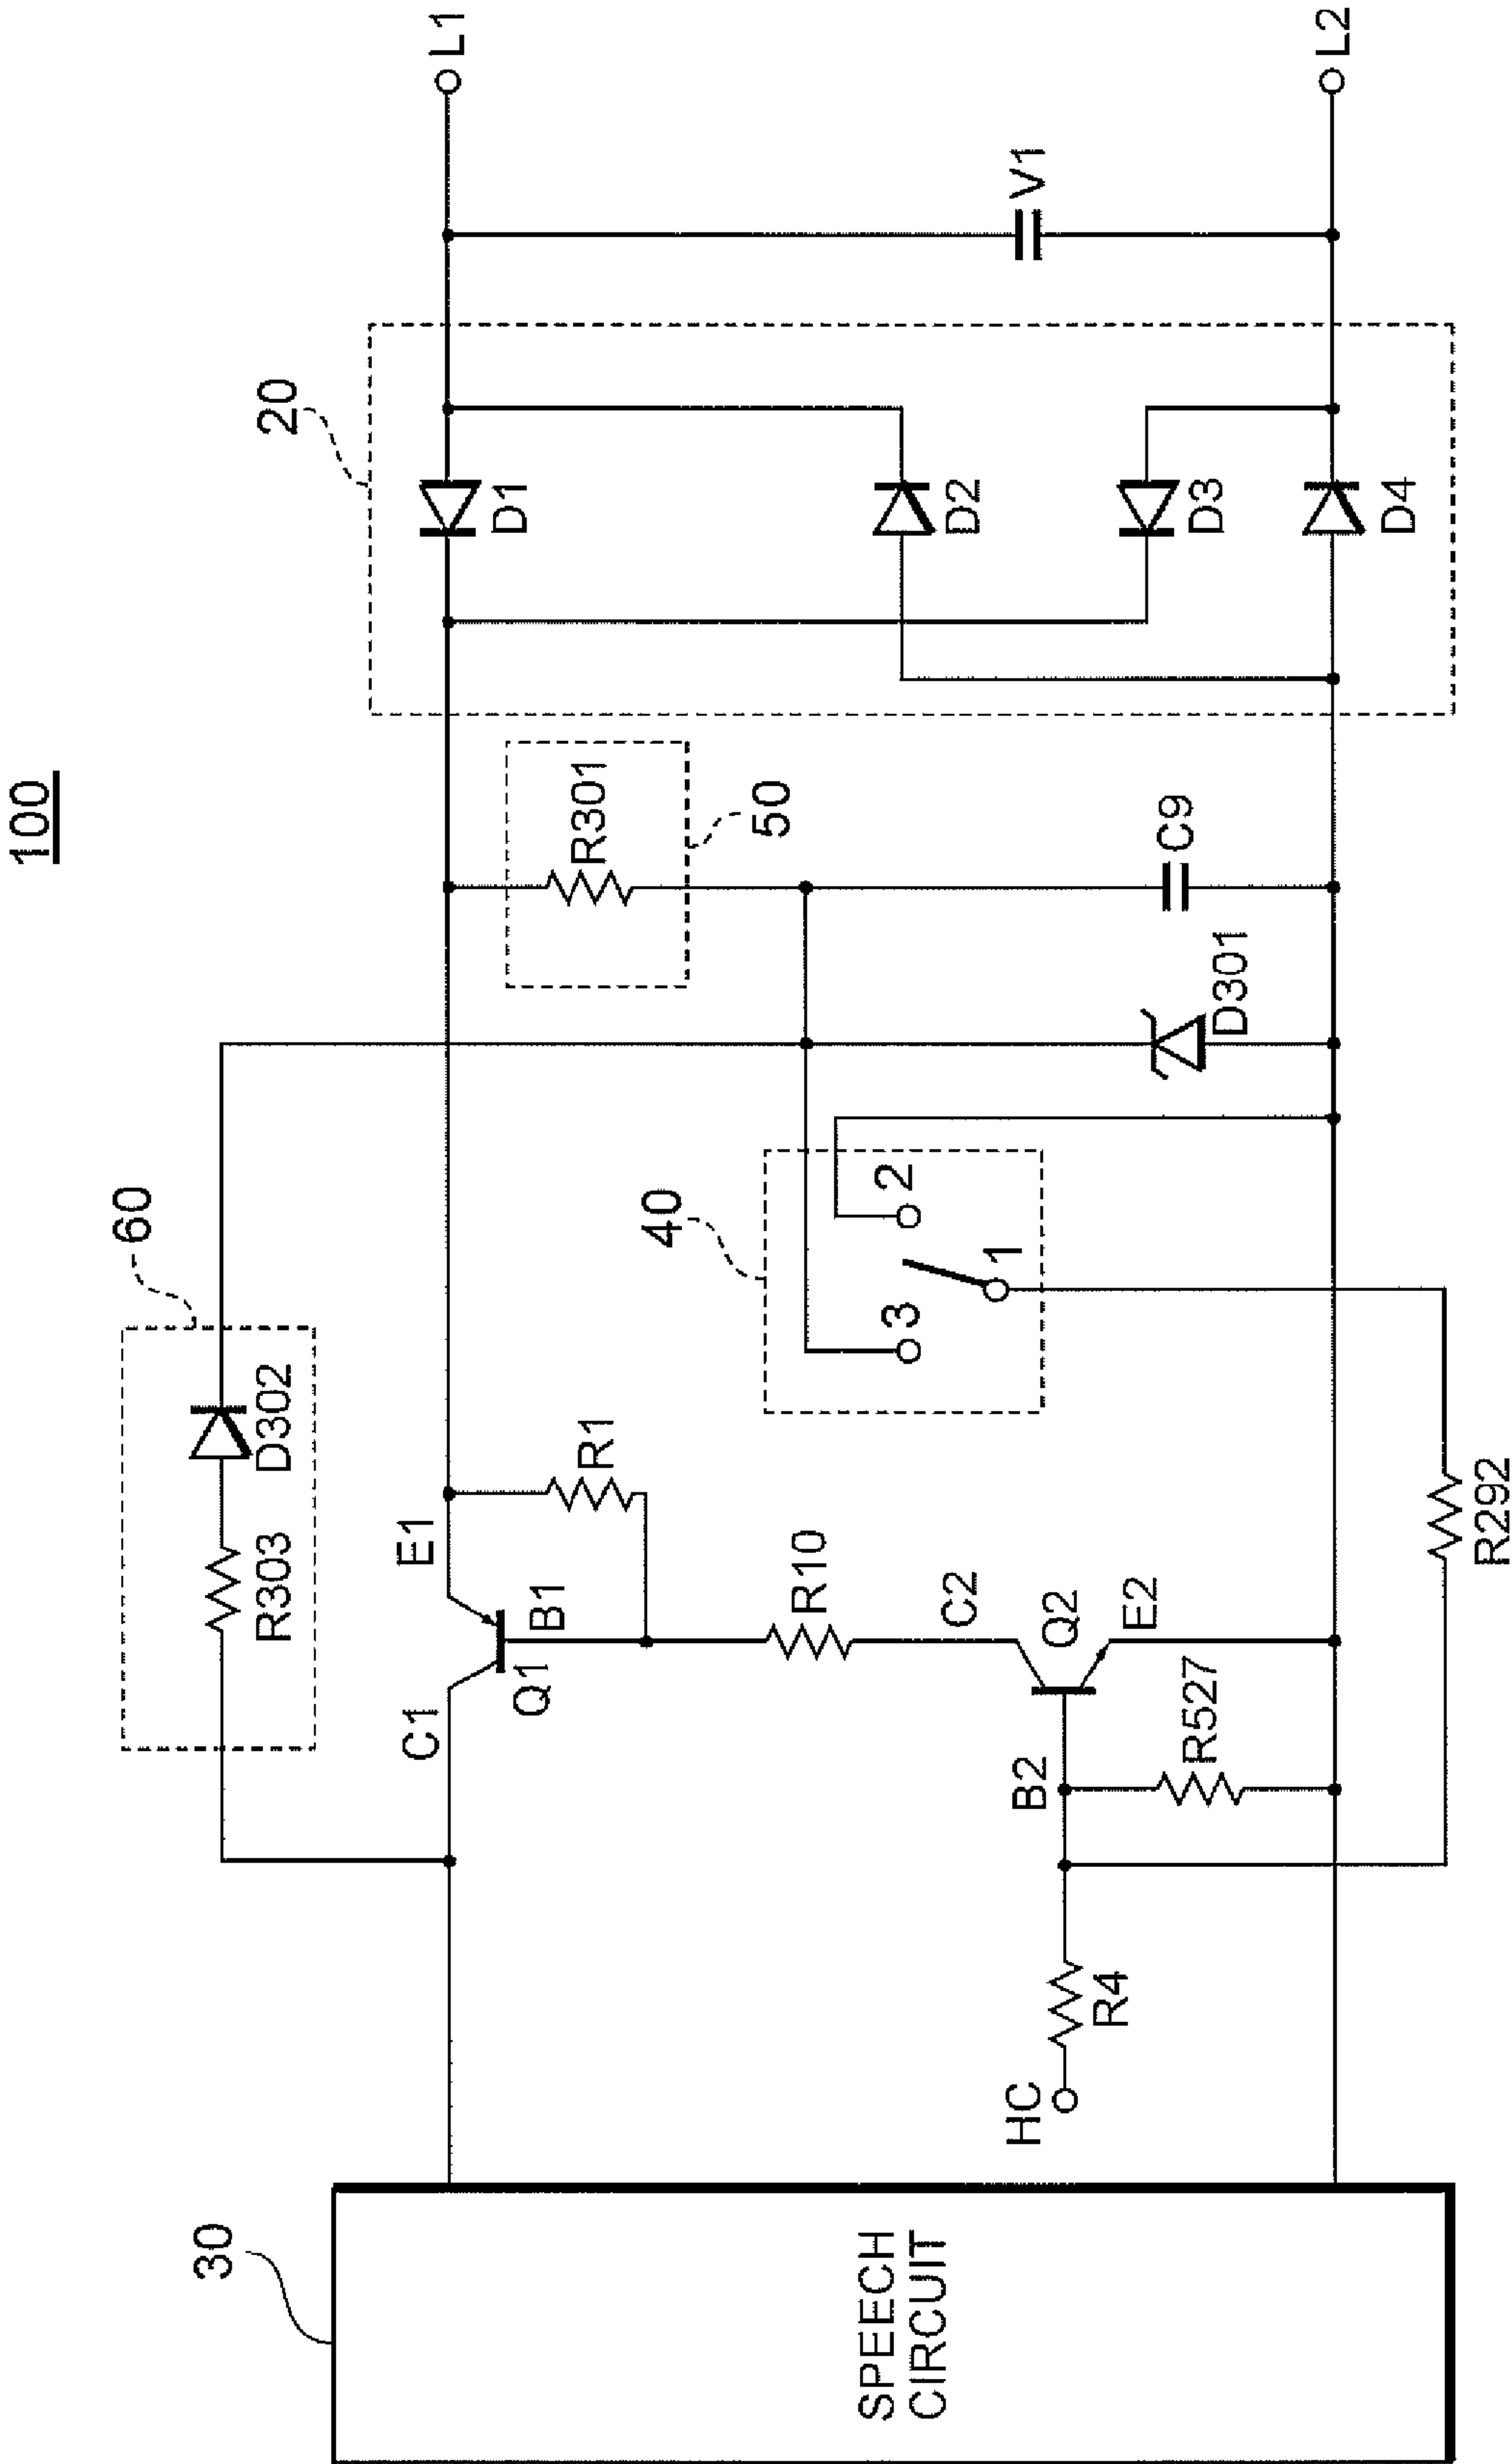 100
20
60
50
40
30
L1
L2
V1
D1
D2
D3
D4
R301
C9
D301
D302
R303
1
2
3
E1
R1
B1
C1
Q1
R10
C2
Q2
E2
B2
R527
R292
R4
HC
SPEECH
CIRCUIT